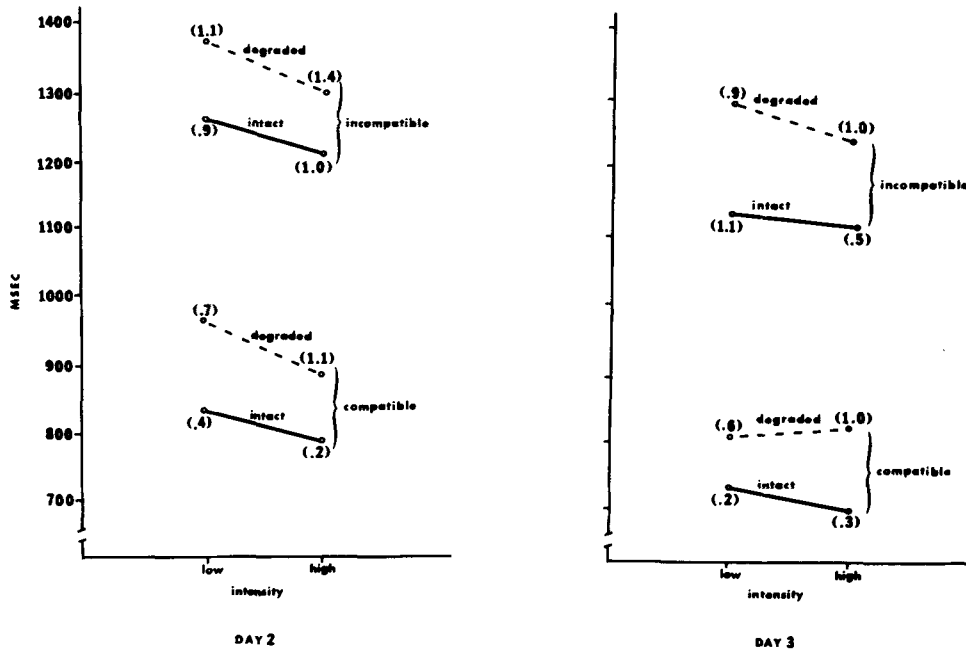 1400
(1.1)
degraded
(1.4)
1300
intact
incompatible
(.9)
1200
(1.0)
1100
MSEC
1000
(.7)
degraded
(1.1)
900
intact
compatible
(.4)
800
(.2)
700
low
high
intensity
DAY 2
(.9)
degraded
(1.0)
incompatible
intact
(1.1)
(.5)
(.6)
degraded
(1.0)
intact
compatible
(.2)
(.3)
low
high
intensity
DAY 3